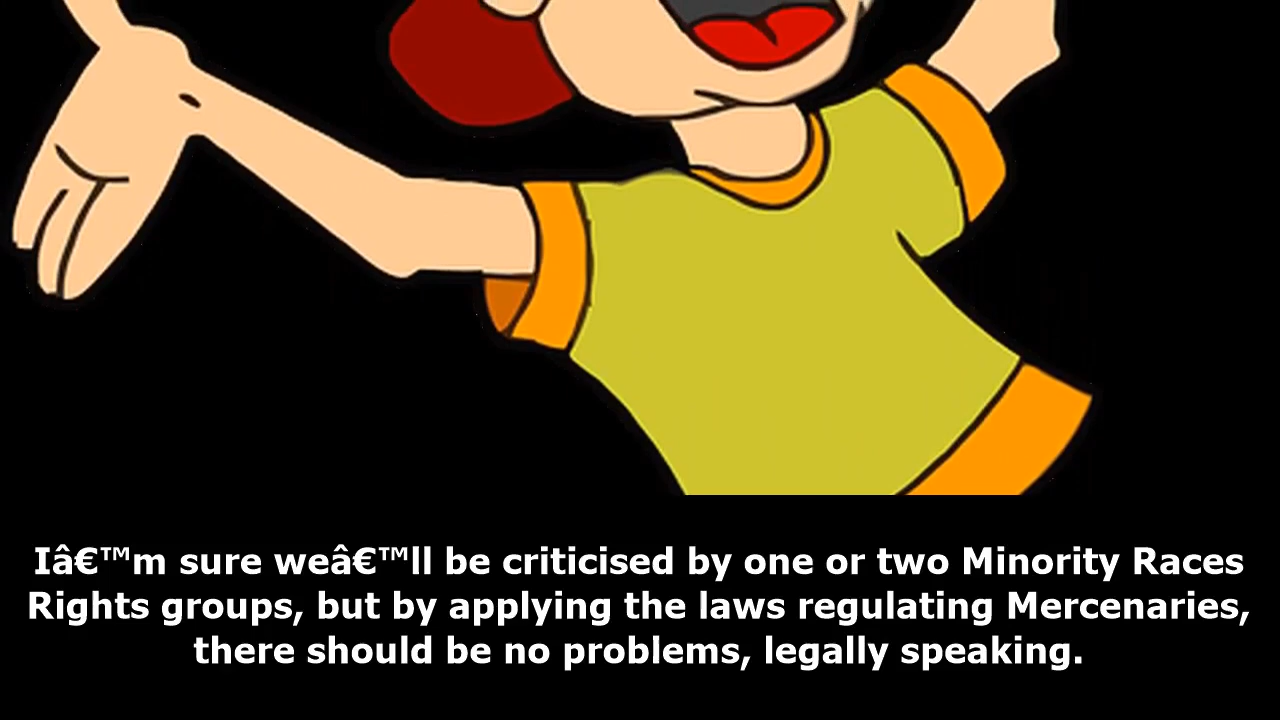 Iâ€™m sure weâ€™ll be criticised by one or two Minority Races
Rights groups, but by applying the laws regulating Mercenaries,
there should be no problems, legally speaking.